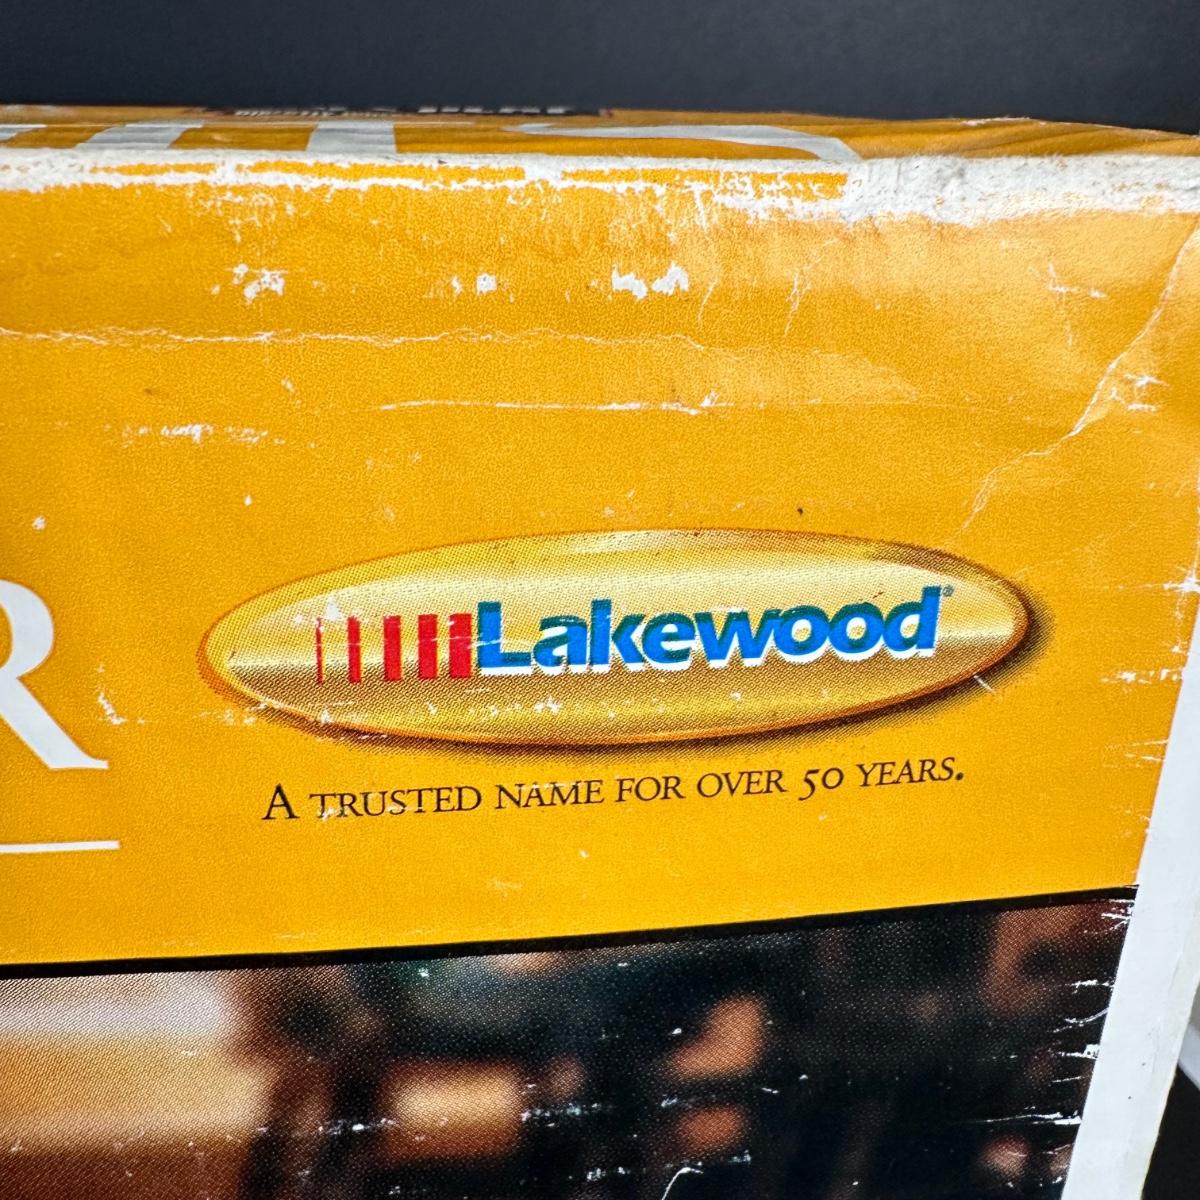 R
Lakewood®
A TRUSTED NAME FOR OVER 50 YEARS.